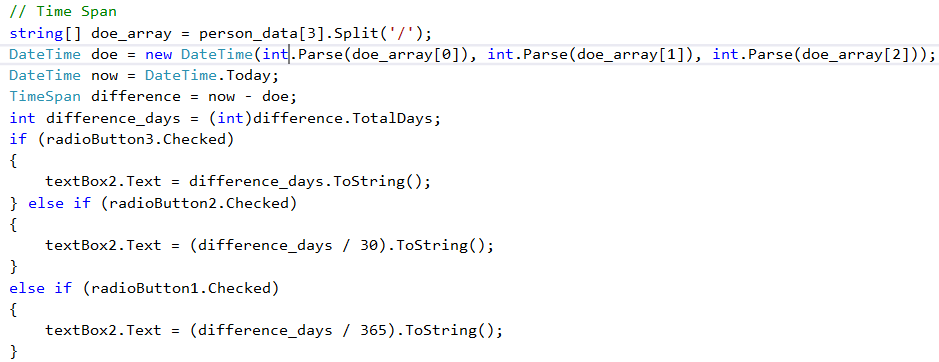 // Time Span
string[] doe_array = person_data[3].Split('/');
DateTime doe = new DateTime(int.Parse(doe_array[0]), int.Parse(doe_array[1]), int.Parse(doe_array[2]));
DateTime now = DateTime.Today;
TimeSpan difference = now - doe;
int difference_days = (int)difference.TotalDays;
if (radioButton3.Checked)
{
    textBox2.Text = difference_days.ToString();
} else if (radioButton2.Checked)
{
    textBox2.Text = (difference_days / 30).ToString();
}
else if (radioButton1.Checked)
{
    textBox2.Text = (difference_days / 365).ToString();
}